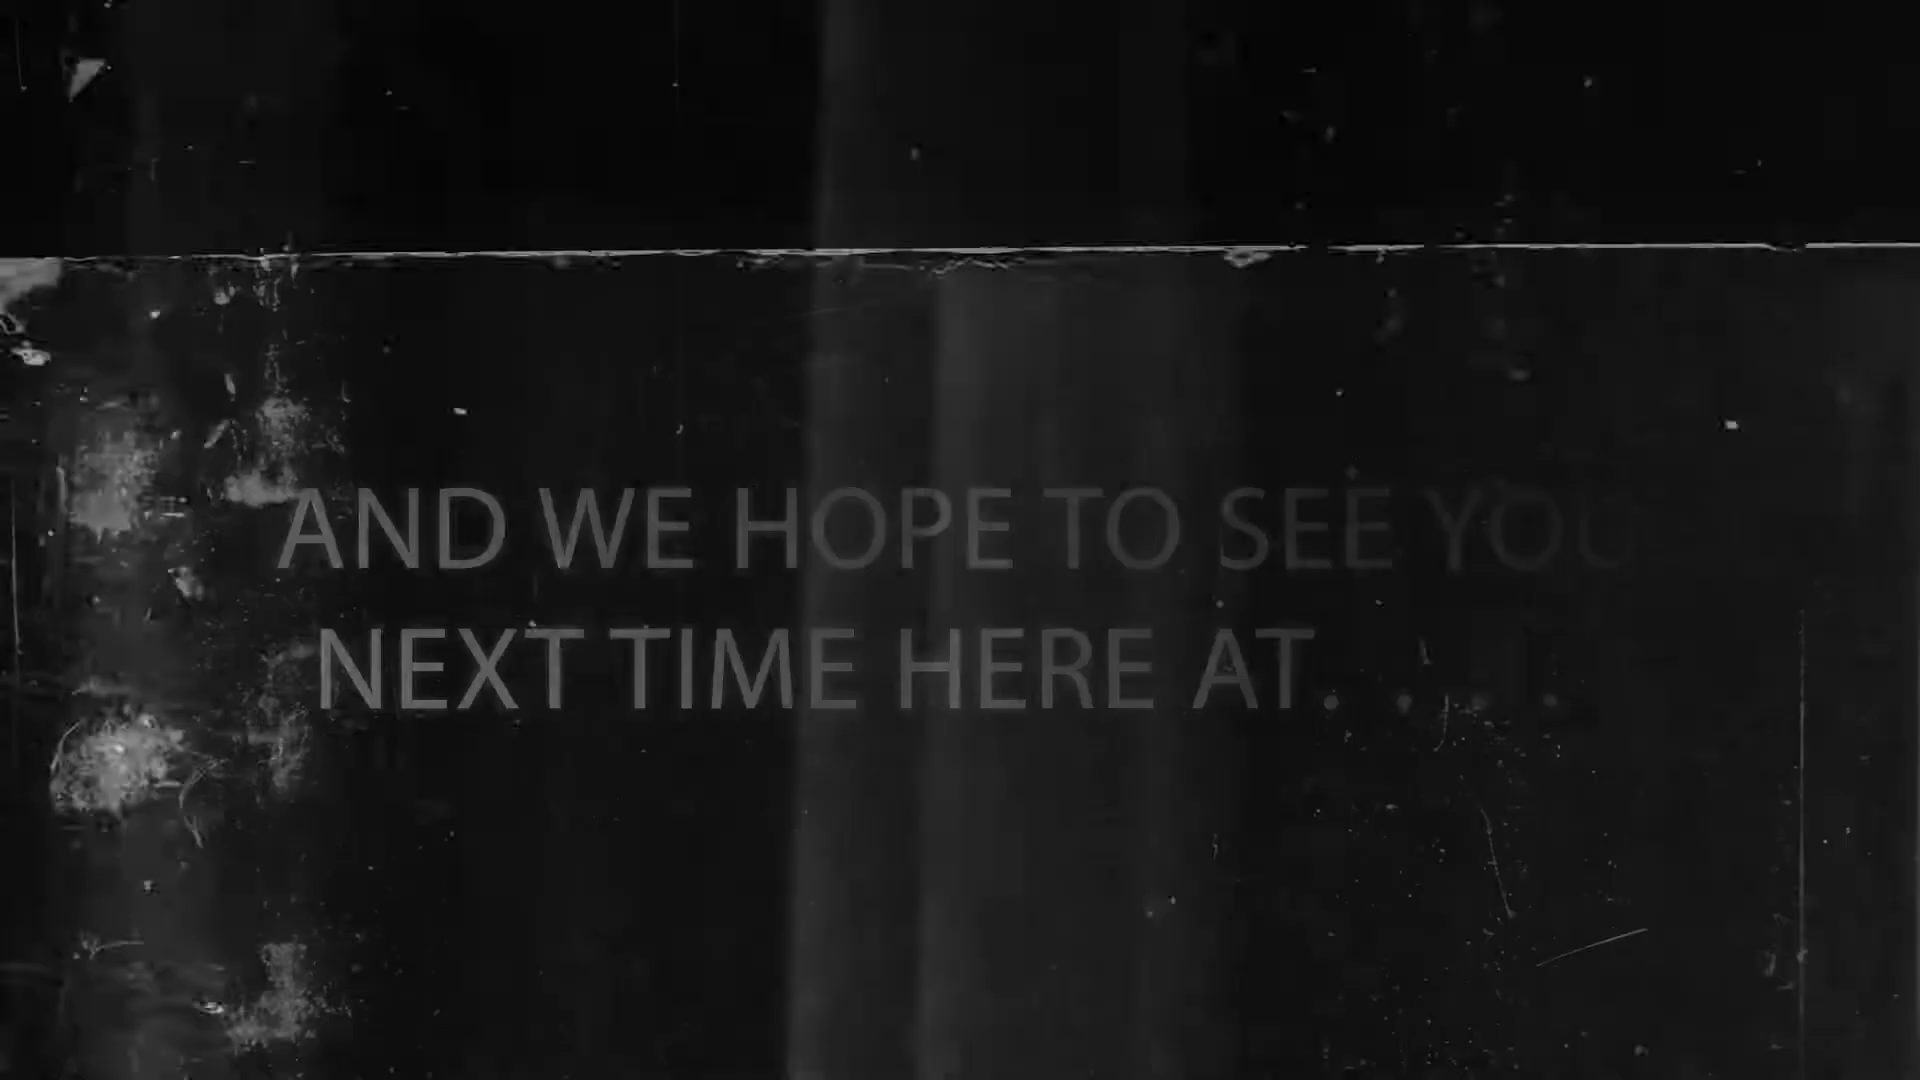 AND WE HOPE TO SEE YOU
NEXT TIME HERE AT. . . .